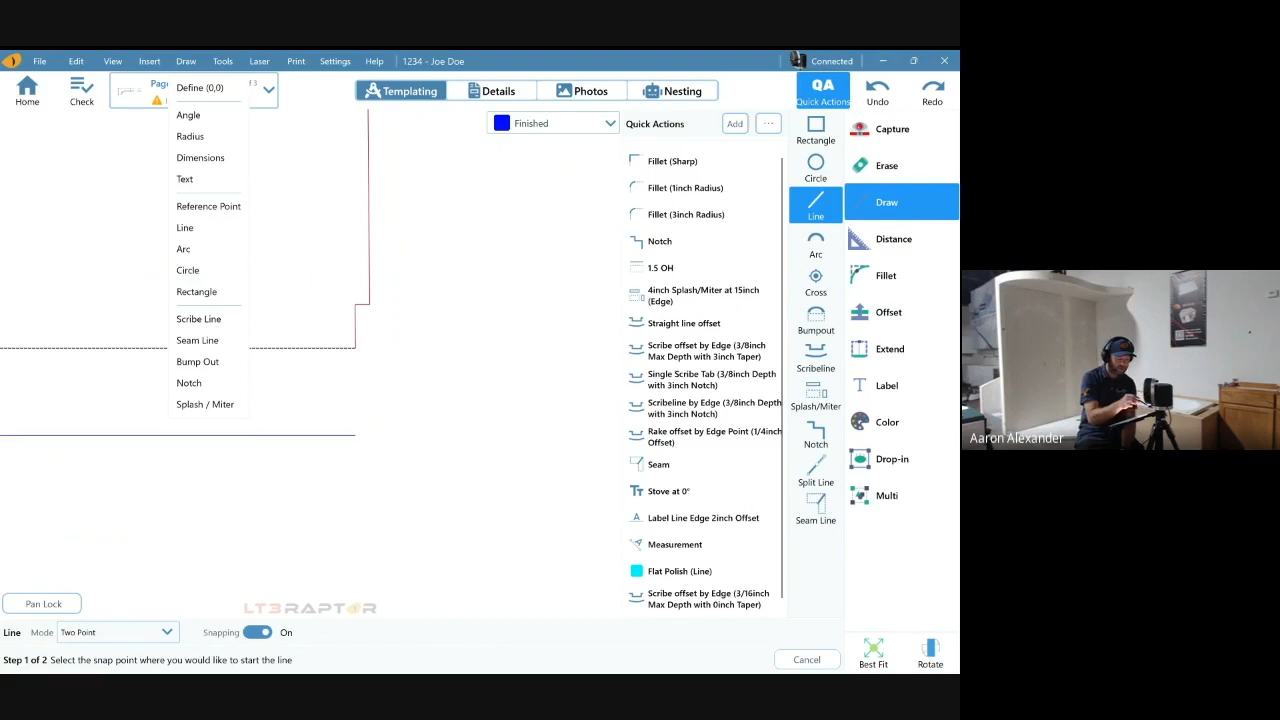 File Edit View Insert Draw Tools Laser Print Settings Help 1234 - Joe Doe Connected
Home
Check
Page
f 3
Templating
Details
Photos
Nesting
QA
Quick Actions
Undo
Redo
Define (0,0)
Angle
Radius
Dimensions
Text
Reference Point
Line
Arc
Circle
Rectangle
Scribe Line
Seam Line
Bump Out
Notch
Splash / Miter
Finished
Quick Actions
Add
...
Fillet (Sharp)
Fillet (1inch Radius)
Fillet (3inch Radius)
Notch
1.5 OH
4inch Splash/Miter at 15inch
(Edge)
Straight line offset
Scribe offset by Edge (3/8inch
Max Depth with 3inch Taper)
Single Scribe Tab (3/8inch Depth
with 3inch Notch)
Scribeline by Edge (3/8inch Depth
with 3inch Notch)
Rake offset by Edge Point (1/4inch
Offset)
Seam
Stove at 0°
Label Line Edge 2inch Offset
Measurement
Flat Polish (Line)
Scribe offset by Edge (3/16inch
Max Depth with 0inch Taper)
Rectangle
Circle
Line
Arc
Cross
Bumpout
Scribeline
Splash/Miter
Notch
Split Line
Seam Line
Capture
Erase
Draw
Distance
Fillet
Offset
Extend
Label
Color
Drop-in
Multi
Best Fit
Rotate
Pan Lock
LT3RAPTOR
Line Mode Two Point Snapping On
Step 1 of 2 Select the snap point where you would like to start the line
Cancel
Aaron Alexander